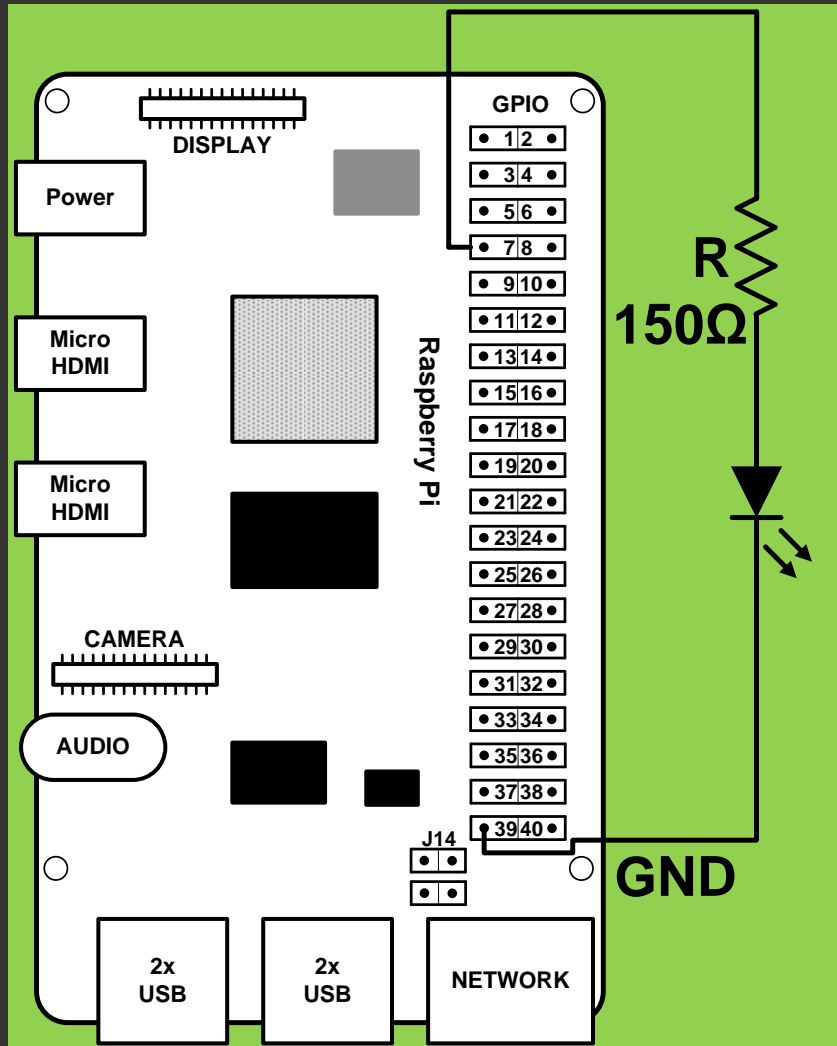 GPIO
DISPLAY
1 2
Power
3 4
5 6
7 8
R
150Ω
9 10
11 12
Micro
HDMI
13 14
Raspberry Pi
15 16
17 18
19 20
Micro
HDMI
21 22
23 24
25 26
27 28
CAMERA
29 30
31 32
33 34
AUDIO
35 36
37 38
39 40
J14
GND
2x
USB
2x
USB
NETWORK